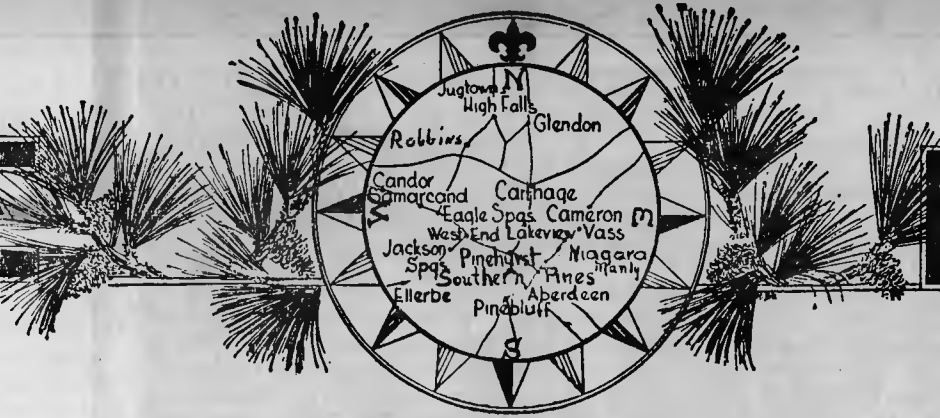 N
Jugtown
High Falls
Glendon
Robbins
Candor
Samarcand
Carthage
Eagle Spgs. Cameron E
W
West End Lakeview Vass
Jackson
Spgs
Pinehurst Niagara
Manly
Southern Pines
Ellerbe
Aberdeen
Pinebluff
S